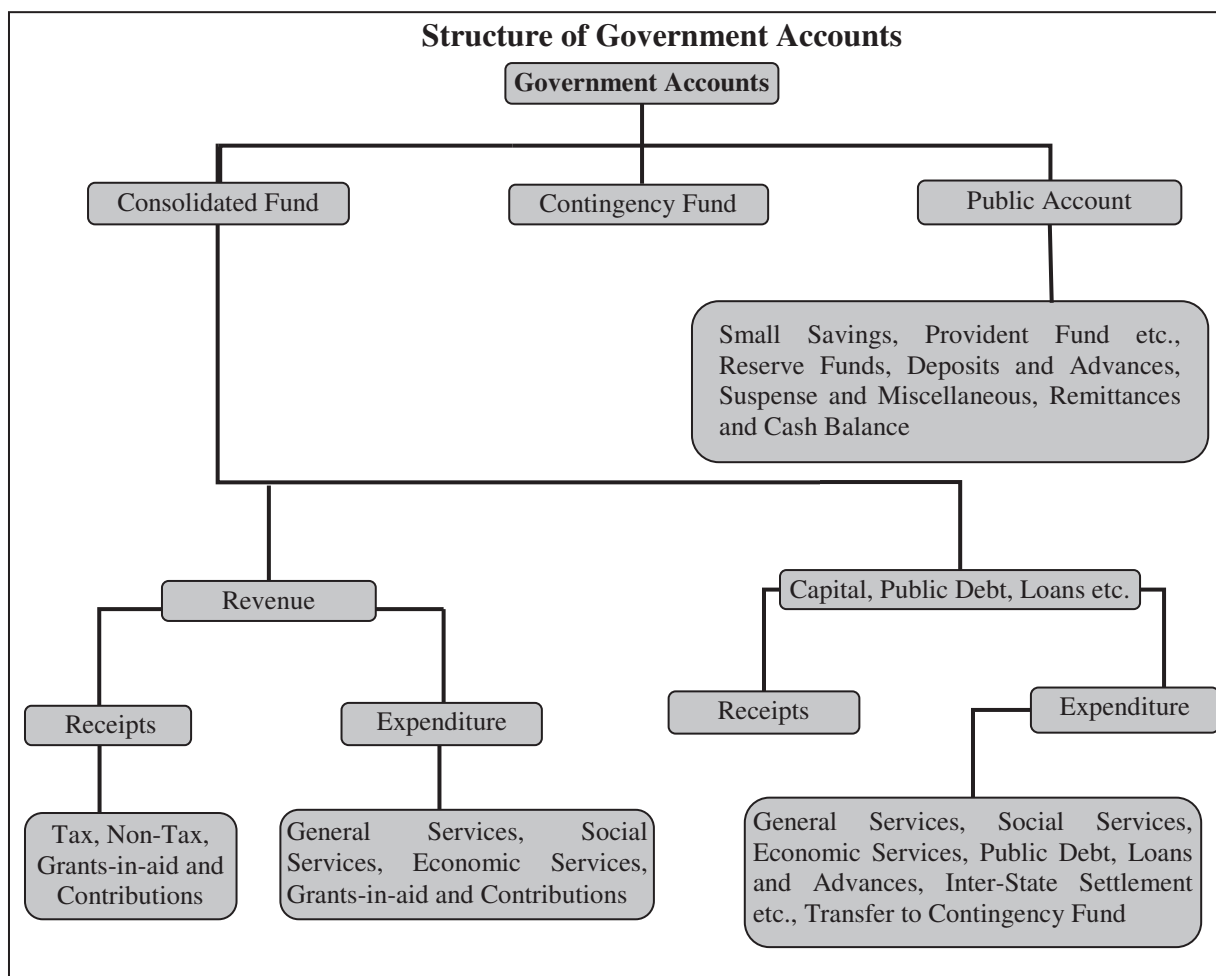 Structure of Government Accounts
Government Accounts
Consolidated Fund
Contingency Fund
Public Account
Small Savings, Provident Fund etc.,
Reserve Funds, Deposits and Advances,
Suspense and Miscellaneous, Remittances
and Cash Balance
Revenue
Capital, Public Debt, Loans etc.
Receipts
Expenditure
Receipts
Expenditure
Tax, Non-Tax,
Grants-in-aid and
Contributions
General Services, Social
Services, Economic Services,
Grants-in-aid and Contributions
General Services, Social Services,
Economic Services, Public Debt, Loans
and Advances, Inter-State Settlement
etc., Transfer to Contingency Fund